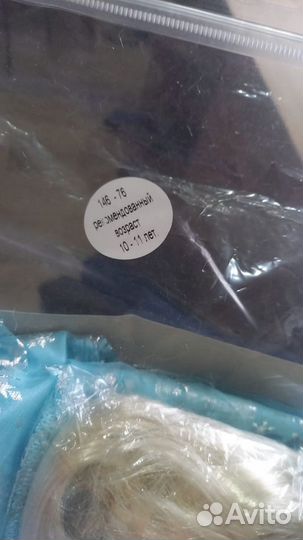 146 - 76
рекомендованный
возраст
10 - 11 лет
Avito